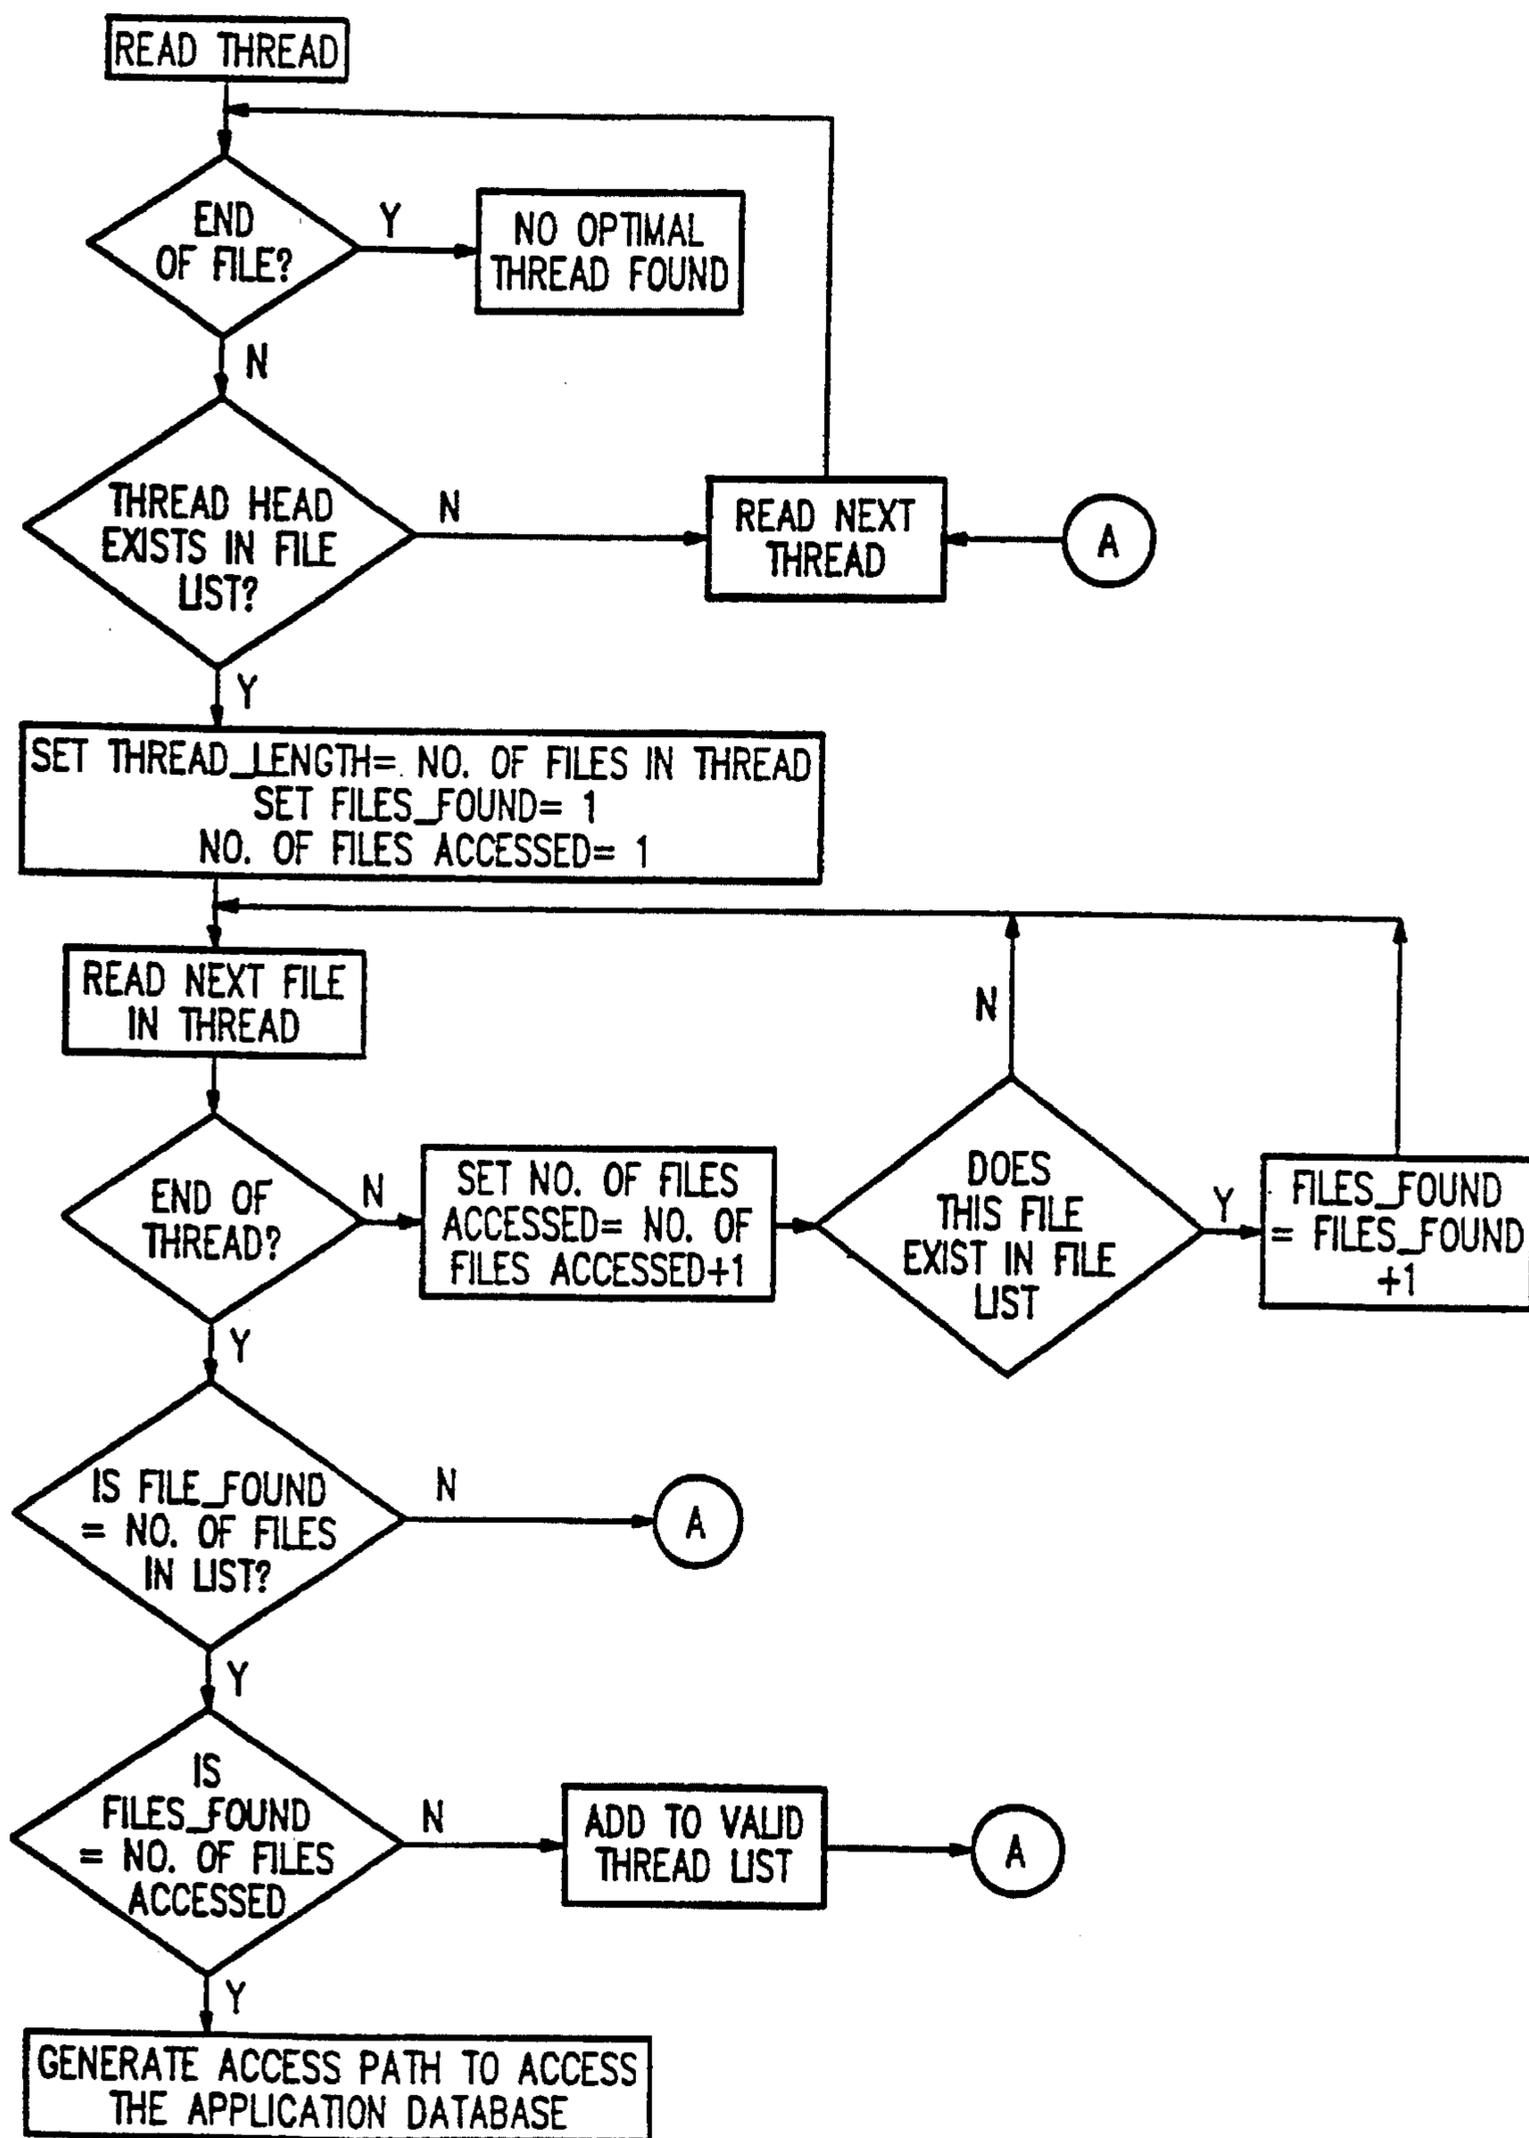 READ THREAD
END
OF FILE?
Y
NO OPTIMAL
THREAD FOUND
N
THREAD HEAD
EXISTS IN FILE
LIST?
N
READ NEXT
THREAD
A
Y
SET THREAD_LENGTH= NO. OF FILES IN THREAD
SET FILES_FOUND= 1
NO. OF FILES ACCESSED= 1
READ NEXT FILE
IN THREAD
N
END OF
THREAD?
N
SET NO. OF FILES
ACCESSED= NO. OF
FILES ACCESSED+1
DOES
THIS FILE
EXIST IN FILE
LIST
Y
FILES_FOUND
= FILES_FOUND
+1
Y
IS FILE_FOUND
= NO. OF FILES
IN LIST?
N
A
Y
IS
FILES_FOUND
= NO. OF FILES
ACCESSED
N
ADD TO VALID
THREAD LIST
A
Y
GENERATE ACCESS PATH TO ACCESS
THE APPLICATION DATABASE